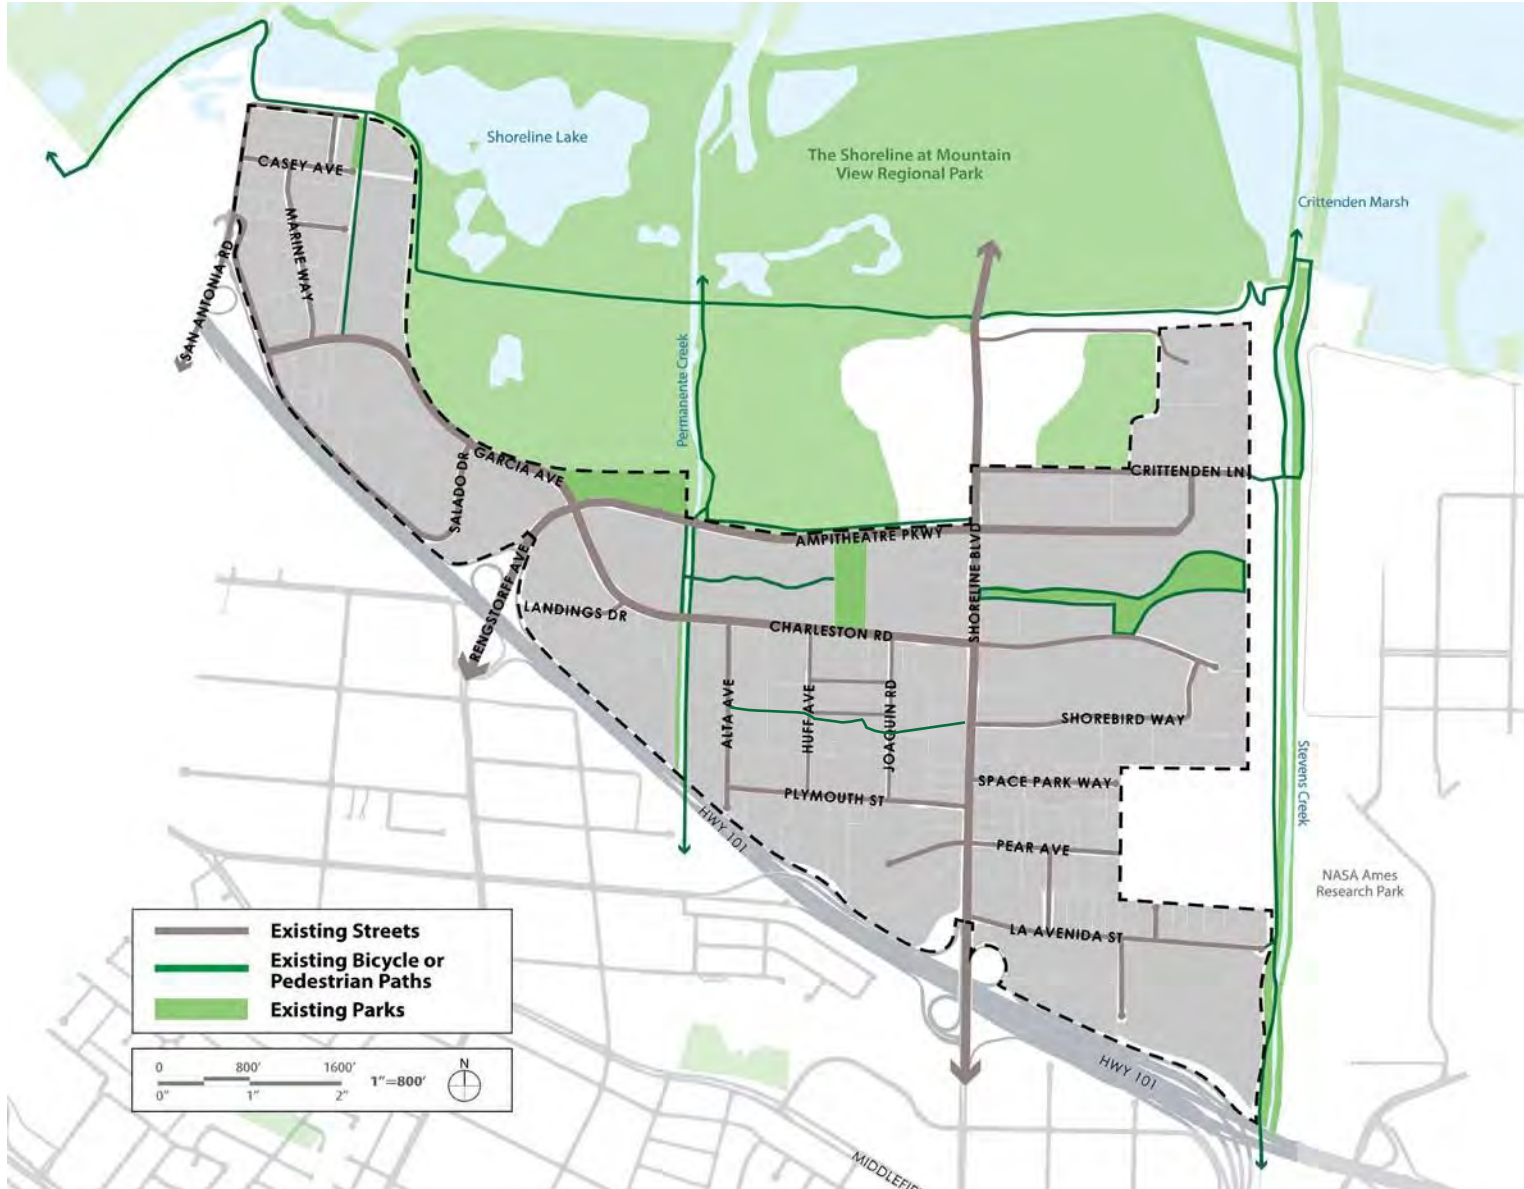 Shoreline Lake
The Shoreline at Mountain
View Regional Park
Crittenden Marsh
CASEY AVE
MARINE WAY
SAN ANTONIA RD
Permanente Creek
GARCIA AVE
SALADO DR
CRITTENDEN LN
AMPITHEATRE PKWY
SHORELINE BLVD
RENGSTORFF AVE
LANDINGS DR
CHARLESTON RD
ALTA AVE
HUFF AVE
JOAQUIN RD
SHOREBIRD WAY
SPACE PARK WAY
PLYMOUTH ST
Stevens Creek
HWY 101
PEAR AVE
NASA Ames
Research Park
LA AVENIDA ST
HWY 101
Existing Streets
Existing Bicycle or
Pedestrian Paths
Existing Parks
0 800' 1600'
1"=800'
0" 1" 2"
N